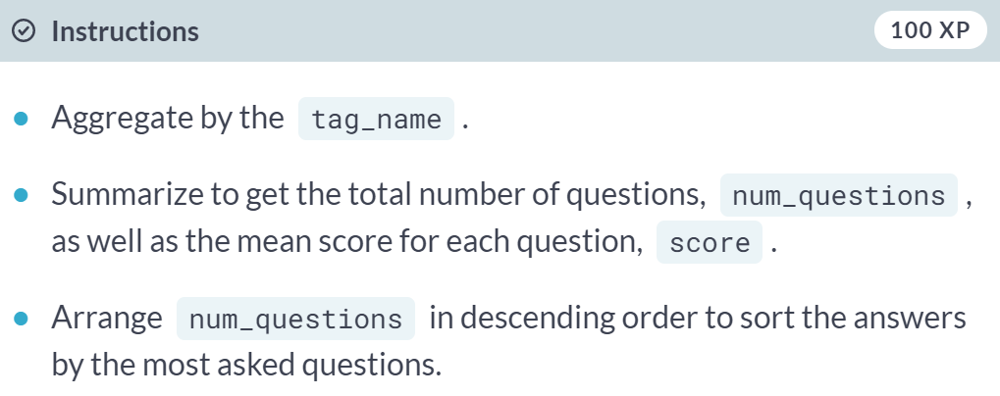 Instructions
100 XP
Aggregate by the tag_name .
Summarize to get the total number of questions, num_questions ,
as well as the mean score for each question, score .
Arrange num_questions in descending order to sort the answers
by the most asked questions.